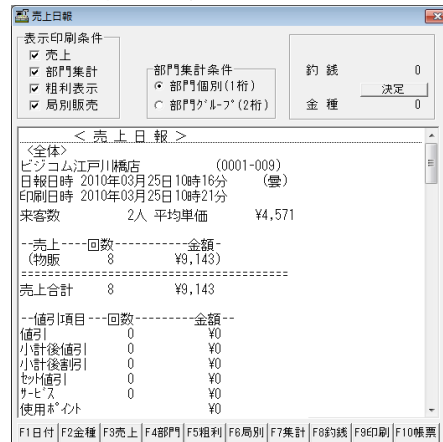 売上日報
表示印刷条件
売上
部門集計
粗利表示
局別販売
部門集計条件
部門個別(1桁)
部門ｸﾞﾙｰﾌﾟ(2桁)
釣銭 0
決定
金種 0
＜ 売 上 日 報 ＞
〈全体〉
ビジコム江戸川橋店 (0001-009)
日報日時 2010年03月25日10時16分 (曇)
印刷日時 2010年03月25日10時21分
来客数 2人 平均単価 ¥4,571
--売上----回数----------金額-
(物販 8 ¥9,143)
========================================
売上合計 8 ¥9,143
--値引項目---回数---------金額--
値引 0 ¥0
小計後値引 0 ¥0
小計後割引 0 ¥0
ｾｯﾄ値引 0 ¥0
ｻｰﾋﾞｽ 0 ¥0
使用ﾎﾟｲﾝﾄ ¥0
F1日付 F2金種 F3売上 F4部門 F5粗利 F6局別 F7集計 F8釣銭 F9印刷 F10帳票